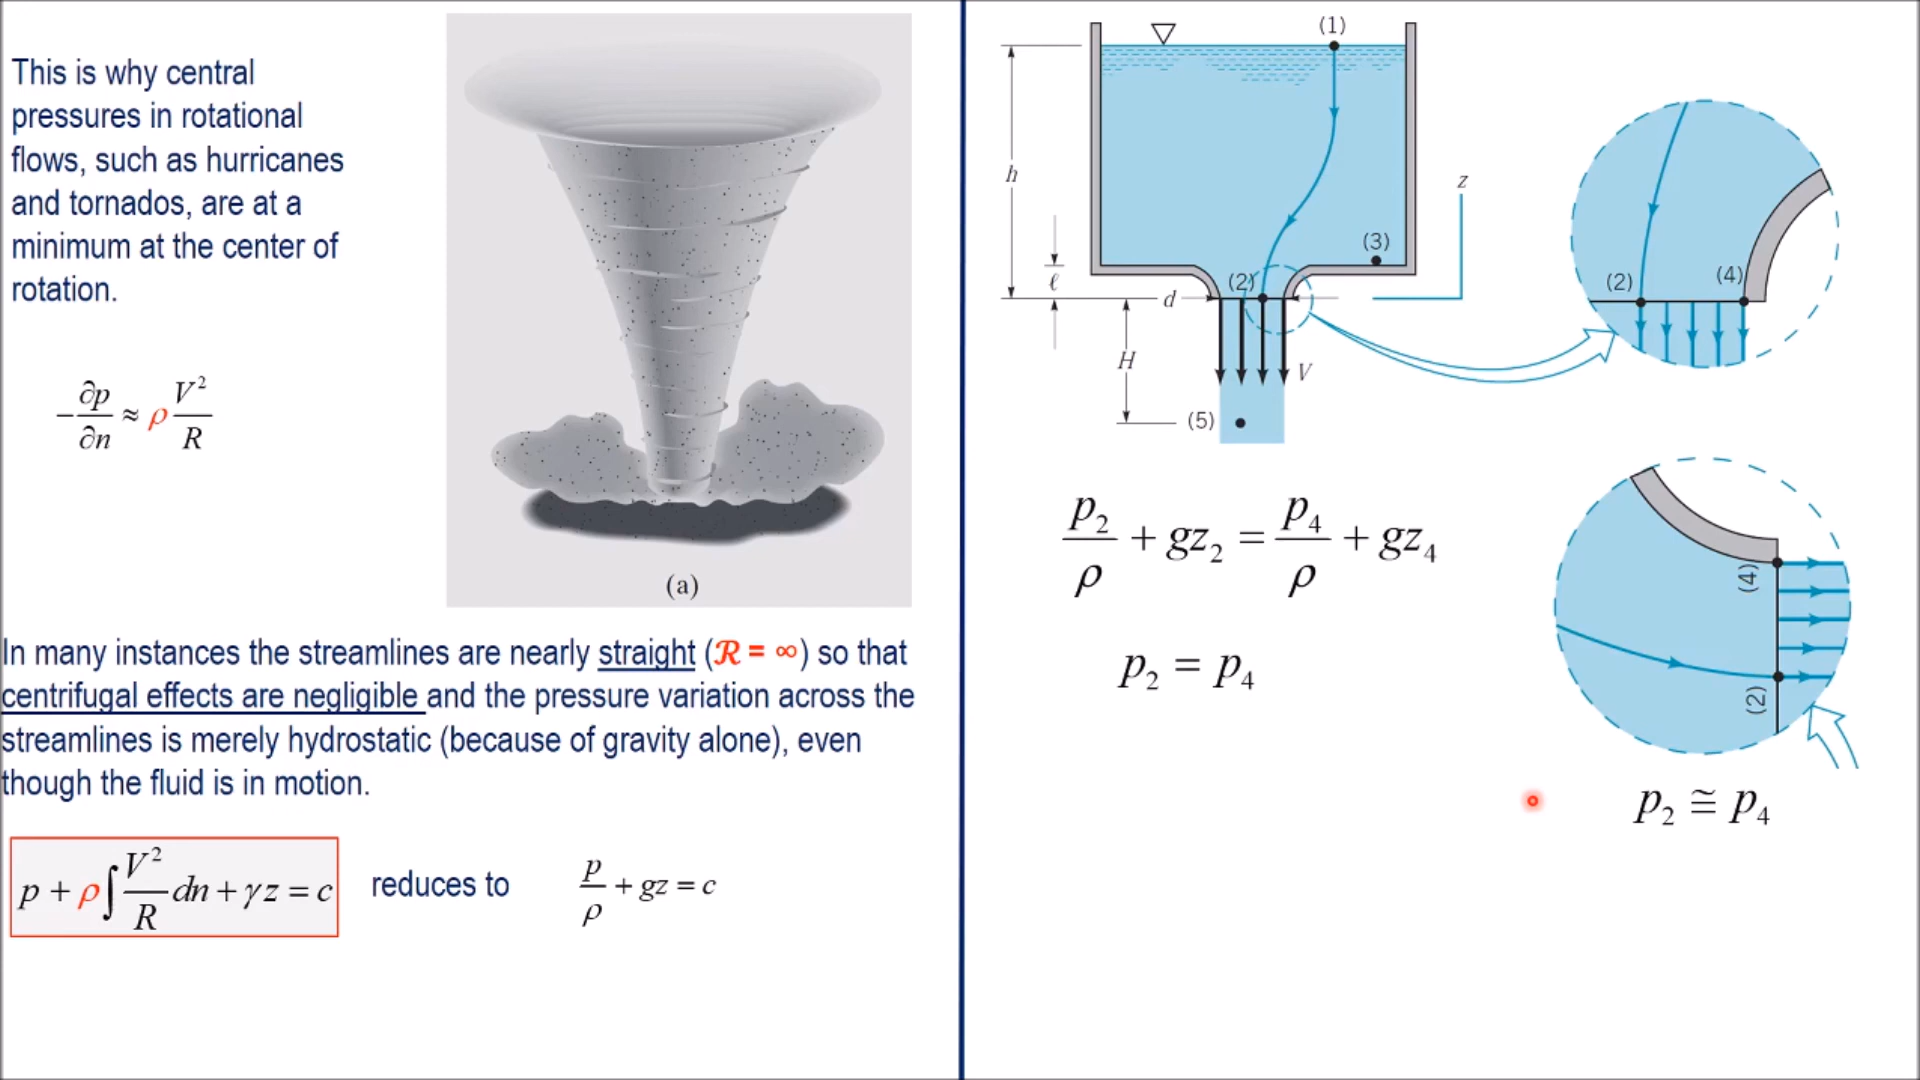 This is why central
pressures in rotational
flows, such as hurricanes
and tornados, are at a
minimum at the center of
rotation.
−∂p/∂n ≈ ρ V²/R
(a)
In many instances the streamlines are nearly straight (ℛ = ∞) so that
centrifugal effects are negligible and the pressure variation across the
streamlines is merely hydrostatic (because of gravity alone), even
though the fluid is in motion.
p + ρ∫ V²/R dn + γz = c
reduces to
p/ρ + gz = c
(1)
h
z
(3)
ℓ
(2)
d
H
V
(5)
(2)
(4)
p₂/ρ + gz₂ = p₄/ρ + gz₄
p₂ = p₄
(4)
(2)
p₂ ≅ p₄